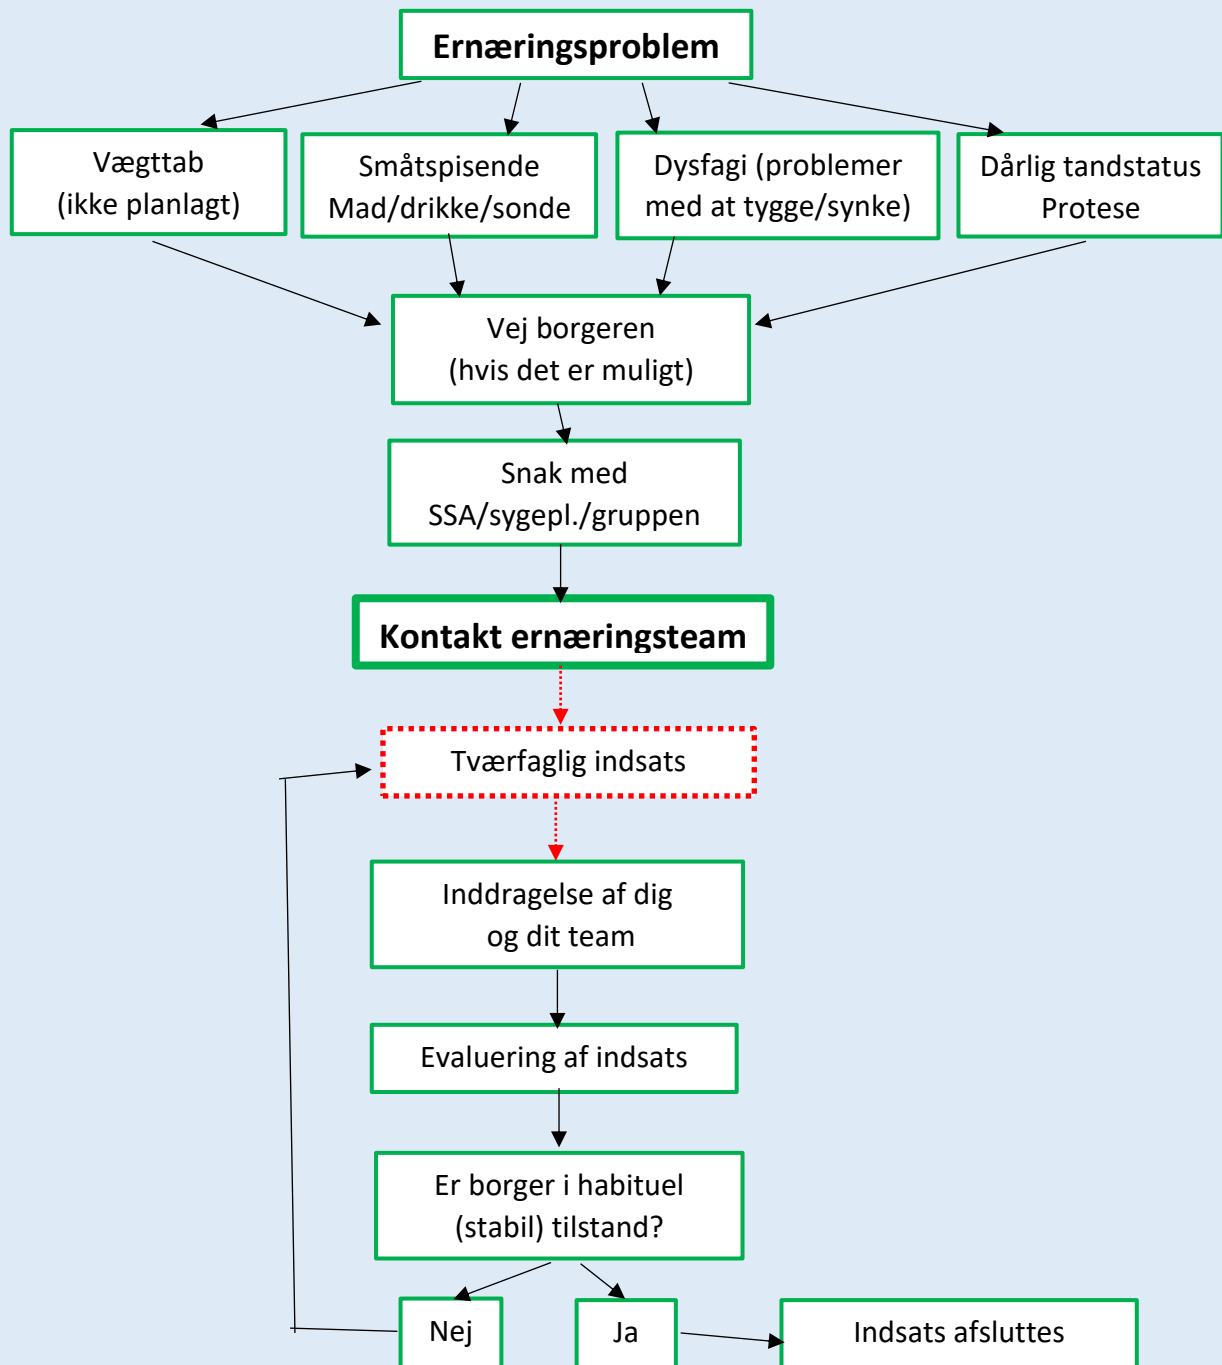 Ernæringsproblem
Vægttab
(ikke planlagt)
Småtspisende
Mad/drikke/sonde
Dysfagi (problemer
med at tygge/synke)
Dårlig tandstatus
Protese
Vej borgeren
(hvis det er muligt)
Snak med
SSA/sygepl./gruppen
Kontakt ernæringsteam
Tværfaglig indsats
Inddragelse af dig
og dit team
Evaluering af indsats
Er borger i habituel
(stabil) tilstand?
Nej
Ja
Indsats afsluttes